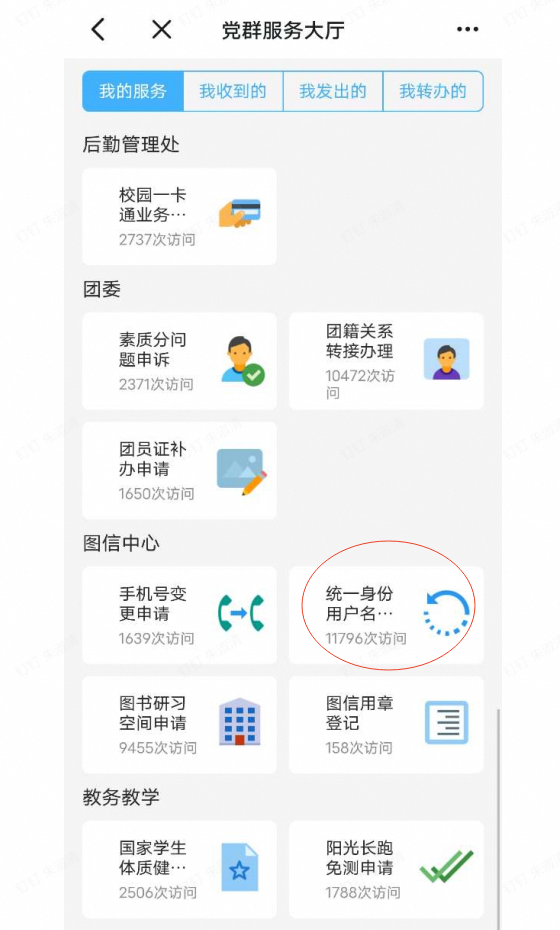 党群服务大厅
我的服务 我收到的 我发出的 我转办的
后勤管理处
校园一卡
通业务…
2737次访问
团委
素质分问
题申诉
2371次访问
团籍关系
转接办理
10472次访
问
团员证补
办申请
1650次访问
图信中心
手机号变
更申请
1639次访问
统一身份
用户名…
11796次访问
图书研习
空间申请
9455次访问
图信用章
登记
158次访问
教务教学
国家学生
体质健…
2506次访问
阳光长跑
免测申请
1788次访问